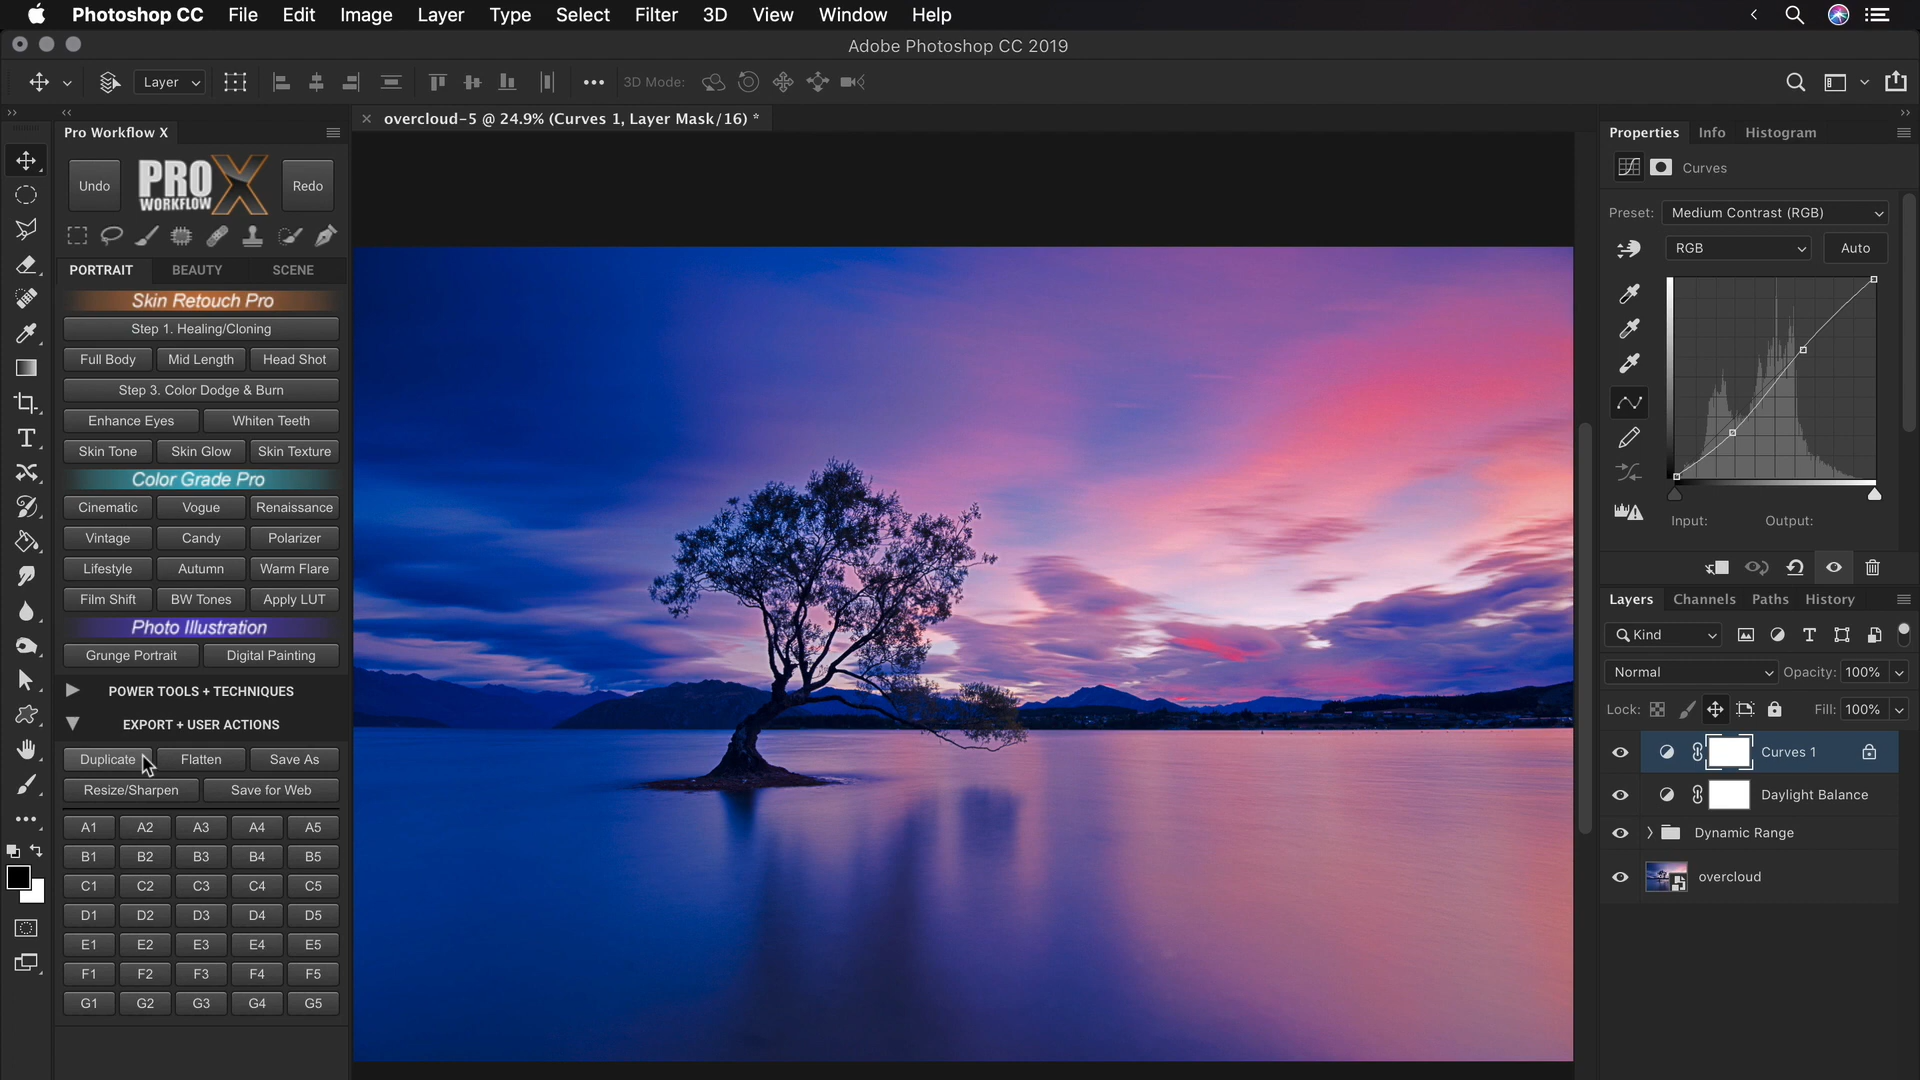 Photoshop CC File Edit Image Layer Type Select Filter 3D View Window Help
Adobe Photoshop CC 2019
Layer 3D Mode:
overcloud-5 @ 24.9% (Curves 1, Layer Mask/16) *
Pro Workflow X
Undo PRO WORKFLOW X Redo
PORTRAIT BEAUTY SCENE
Skin Retouch Pro
Step 1. Healing/Cloning
Full Body Mid Length Head Shot
Step 3. Color Dodge & Burn
Enhance Eyes Whiten Teeth
Skin Tone Skin Glow Skin Texture
Color Grade Pro
Cinematic Vogue Renaissance
Vintage Candy Polarizer
Lifestyle Autumn Warm Flare
Film Shift BW Tones Apply LUT
Photo Illustration
Grunge Portrait Digital Painting
POWER TOOLS + TECHNIQUES
EXPORT + USER ACTIONS
Duplicate Flatten Save As
Resize/Sharpen Save for Web
A1 A2 A3 A4 A5
B1 B2 B3 B4 B5
C1 C2 C3 C4 C5
D1 D2 D3 D4 D5
E1 E2 E3 E4 E5
F1 F2 F3 F4 F5
G1 G2 G3 G4 G5
Properties Info Histogram
Curves
Preset: Medium Contrast (RGB)
RGB Auto
Input: Output:
Layers Channels Paths History
Kind
Normal Opacity: 100%
Lock: Fill: 100%
Curves 1
Daylight Balance
Dynamic Range
overcloud